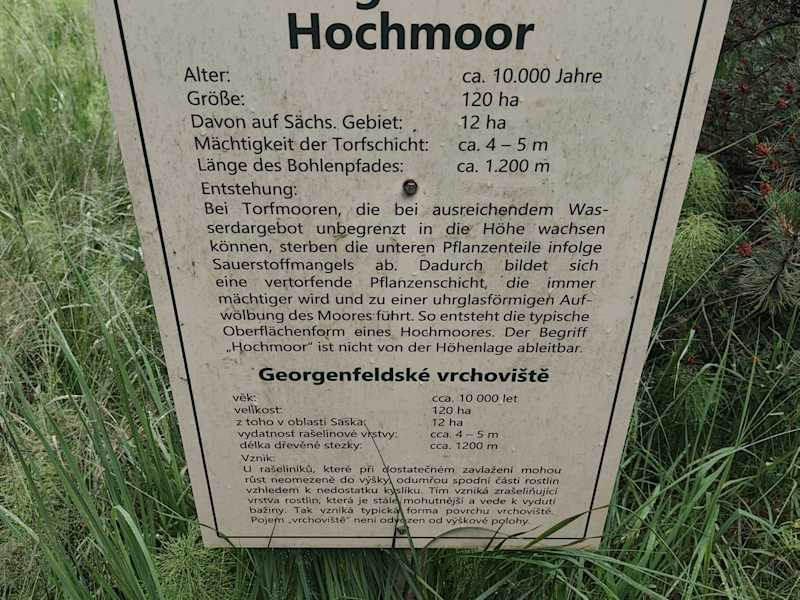 Hochmoor
Alter: ca. 10.000 Jahre
Größe: 120 ha
Davon auf Sächs. Gebiet: 12 ha
Mächtigkeit der Torfschicht: ca. 4 – 5 m
Länge des Bohlenpfades: ca. 1.200 m
Entstehung:
Bei Torfmooren, die bei ausreichendem Was-
serdargebot unbegrenzt in die Höhe wachsen
können, sterben die unteren Pflanzenteile infolge
Sauerstoffmangels ab. Dadurch bildet sich
eine vertorfende Pflanzenschicht, die immer
mächtiger wird und zu einer uhrglasförmigen Auf-
wölbung des Moores führt. So entsteht die typische
Oberflächenform eines Hochmoores. Der Begriff
„Hochmoor" ist nicht von der Höhenlage ableitbar.
Georgenfeldské vrchoviště
věk: cca. 10 000 let
velikost: 120 ha
z toho v oblasti Saska: 12 ha
vydatnost rašelinové vrstvy: cca. 4 – 5 m
délka dřevěné stezky: cca. 1200 m
Vznik:
U rašeliníků, které při dostatečném zavlažení mohou
růst neomezeně do výšky, odumřou spodní části rostlin
vzhledem k nedostatku kyslíku. Tím vzniká zrašeliňující
vrstva rostlin, která je stále mohutnější a vede k vyduti
bažiny. Tak vzniká typická forma povrchu vrchoviště.
Pojem „vrchoviště" není odvozen od výškové polohy.